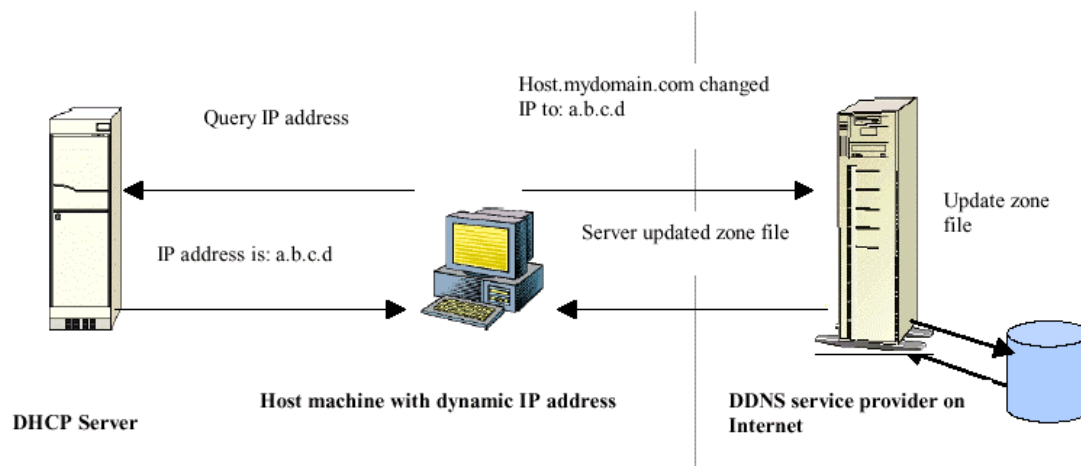 Host.mydomain.com changed
IP to: a.b.c.d
Query IP address
Update zone
file
Server updated zone file
IP address is: a.b.c.d
Host machine with dynamic IP address
DDNS service provider on
Internet
DHCP Server